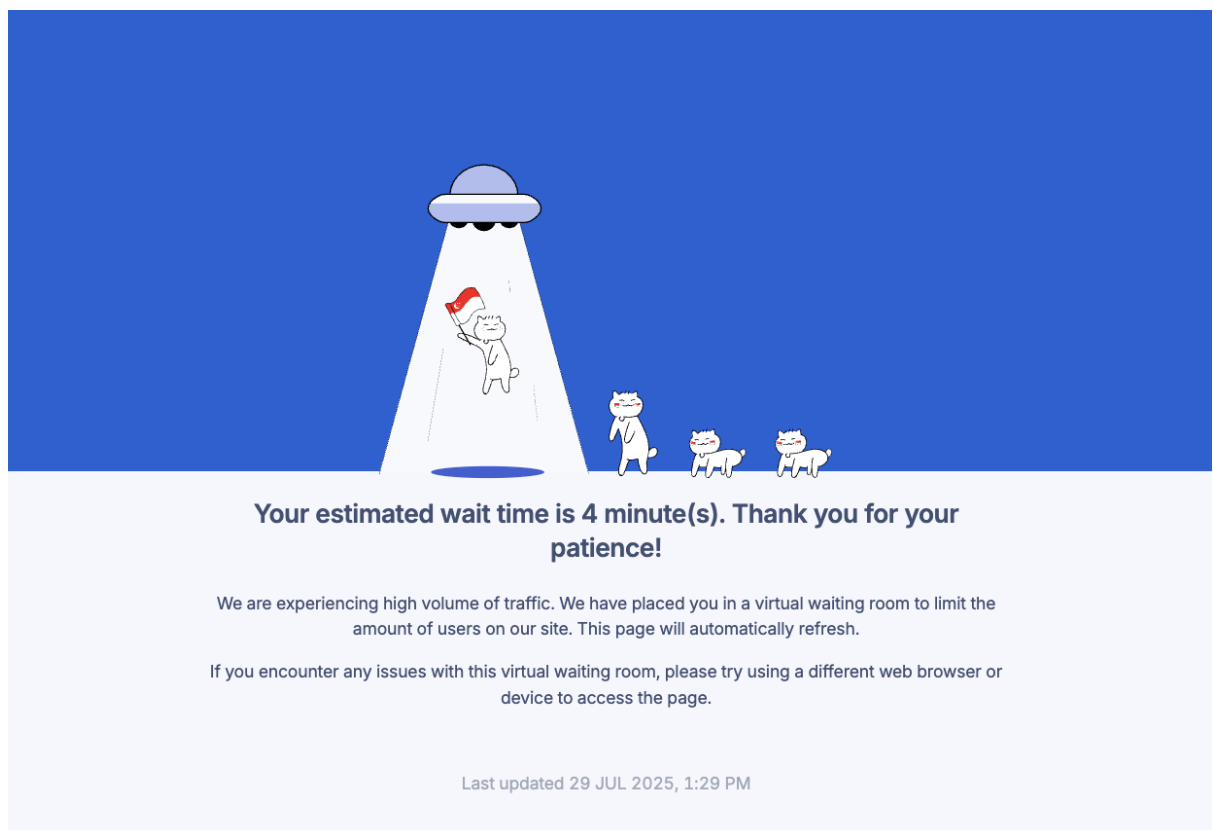 Your estimated wait time is 4 minute(s). Thank you for your
patience!
We are experiencing high volume of traffic. We have placed you in a virtual waiting room to limit the
amount of users on our site. This page will automatically refresh.
If you encounter any issues with this virtual waiting room, please try using a different web browser or
device to access the page.
Last updated 29 JUL 2025, 1:29 PM